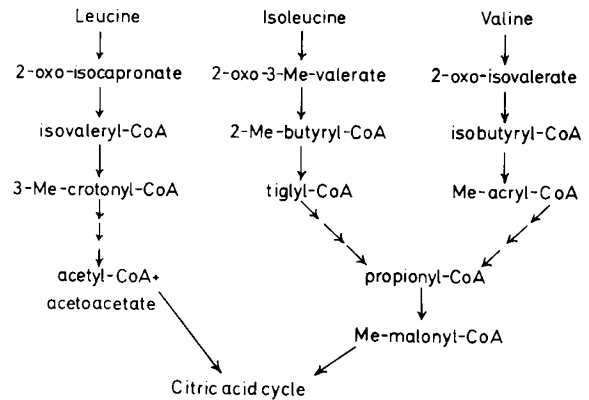 Leucine Isoleucine Valine
2-oxo-isocapronate 2-oxo-3-Me-valerate 2-oxo-isovalerate
isovaleryl-CoA 2-Me-butyryl-CoA isobutyryl-CoA
3-Me-crotonyl-CoA tiglyl-CoA Me-acryl-CoA
acetyl-CoA+ propionyl-CoA
acetoacetate
Me-malonyl-CoA
Citric acid cycle